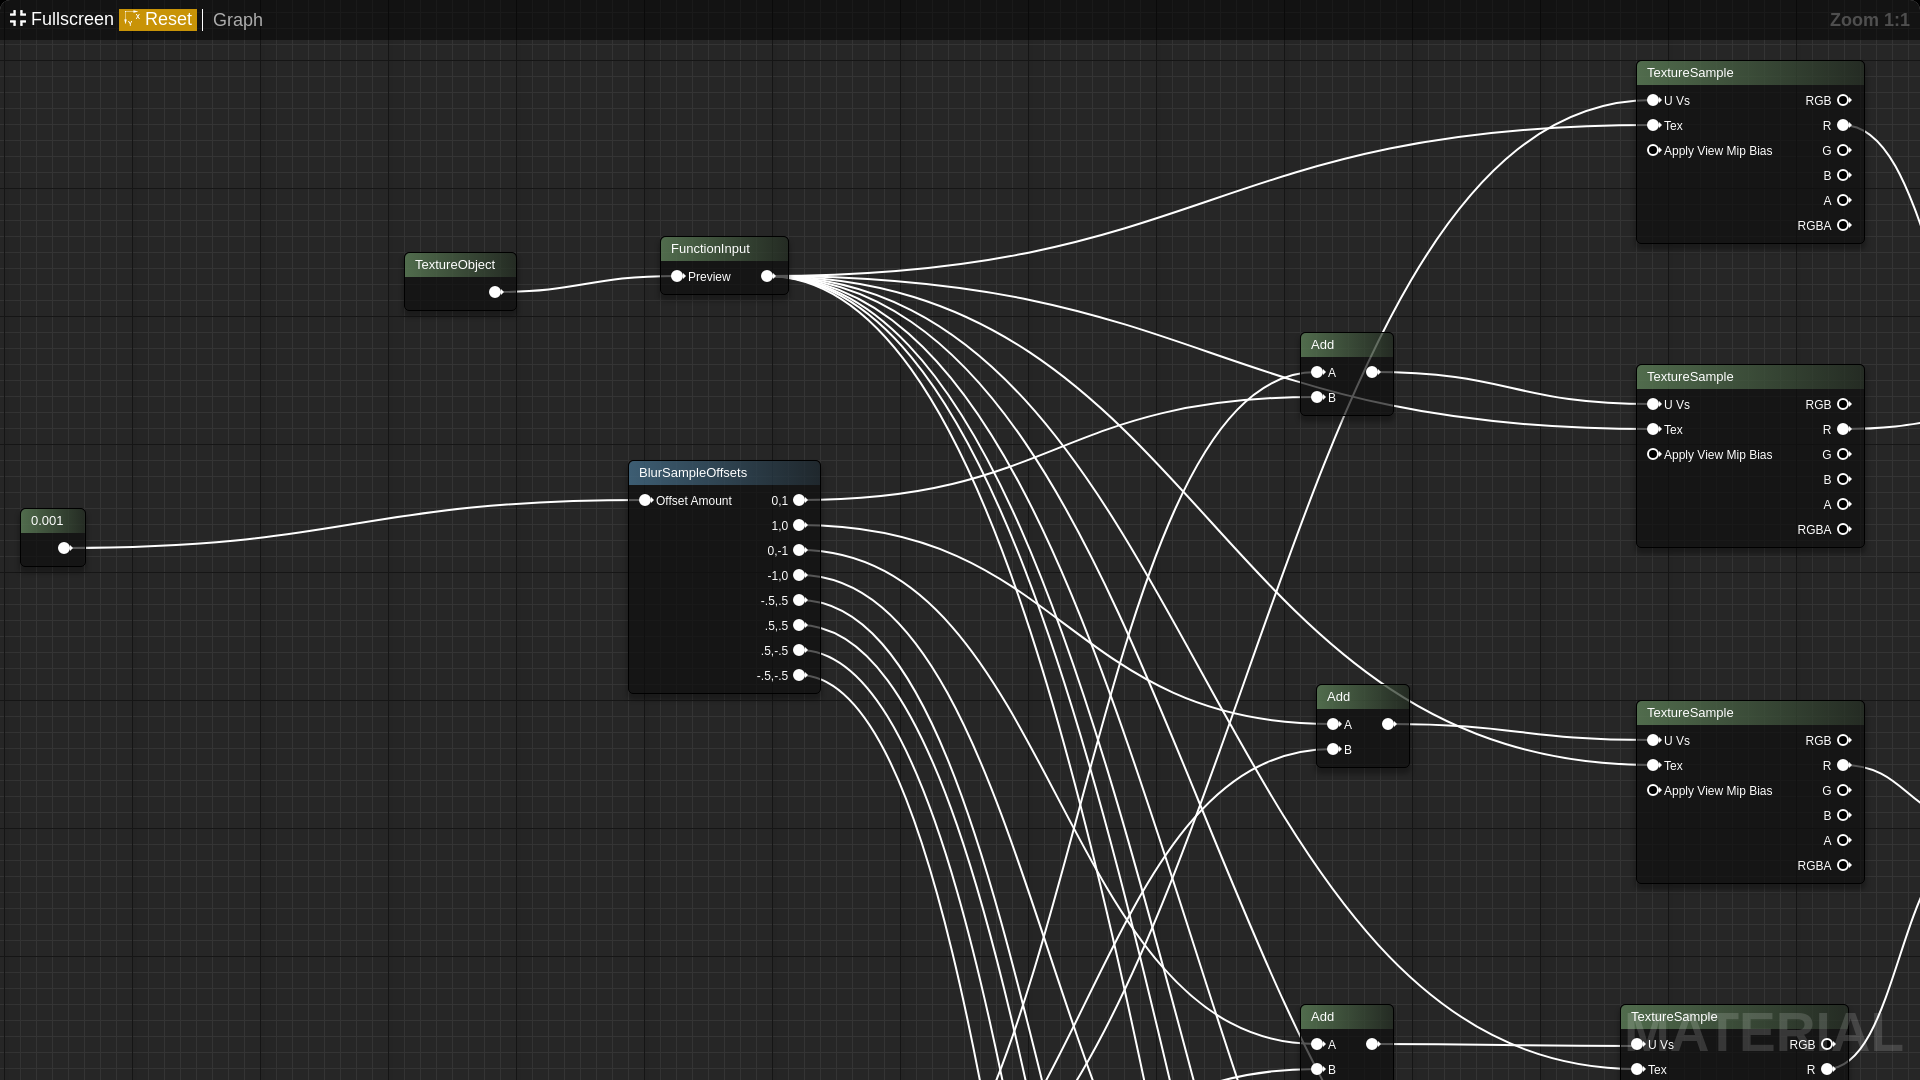 Fullscreen Reset Graph Zoom 1:1
TextureSample
U Vs RGB
Tex R
Apply View Mip Bias G
B
A
RGBA
FunctionInput
Preview
TextureObject
Add
A
B
TextureSample
U Vs RGB
Tex R
Apply View Mip Bias G
B
A
RGBA
BlurSampleOffsets
Offset Amount 0,1
1,0
0,-1
-1,0
-.5,.5
.5,.5
.5,-.5
-.5,-.5
0.001
Add
A
B
TextureSample
U Vs RGB
Tex R
Apply View Mip Bias G
B
A
RGBA
Add
A
B
TextureSample
U Vs RGB
Tex R
MATERIAL